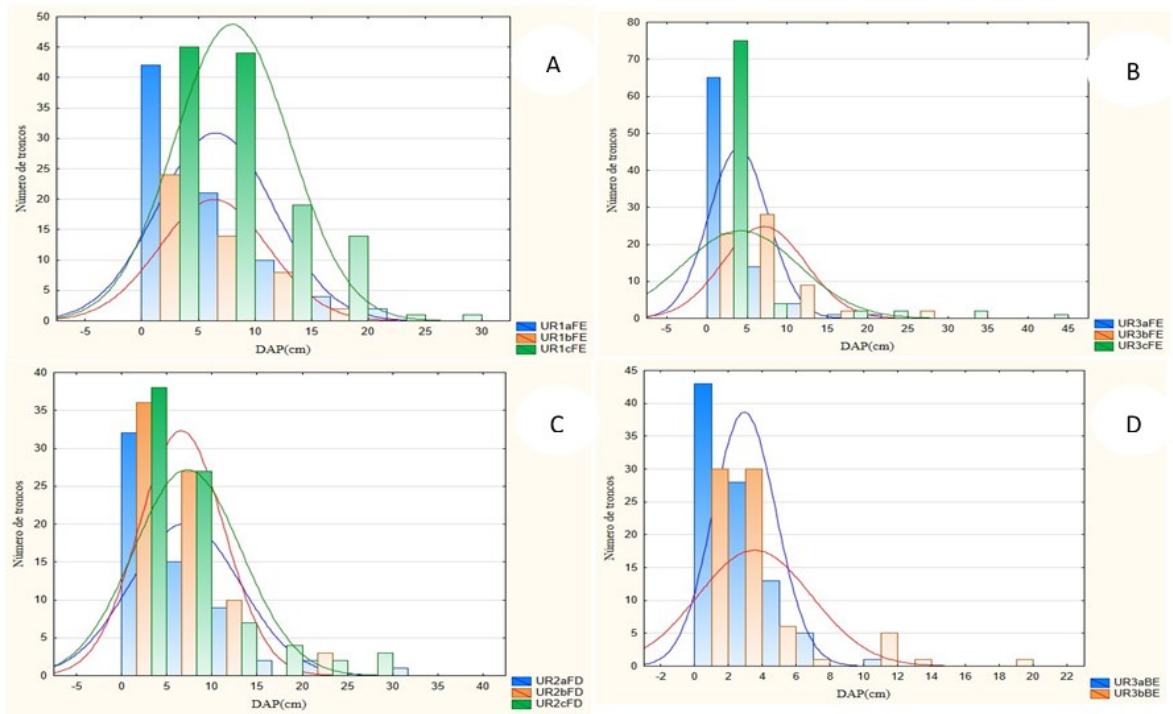 A
Número de troncos
50
45
40
35
30
25
20
15
10
5
0
-5 0 5 10 15 20 25 30
DAP(cm)
UR1aFE
UR1bFE
UR1cFE
B
Número de troncos
80
70
60
50
40
30
20
10
0
-5 0 5 10 15 20 25 30 35 40 45
DAP(cm)
UR3aFE
UR3bFE
UR3cFE
C
Número de troncos
40
35
30
25
20
15
10
5
0
-5 0 5 10 15 20 25 30 35 40
DAP(cm)
UR2aFD
UR2bFD
UR2cFD
D
Número de troncos
45
40
35
30
25
20
15
10
5
0
-2 0 2 4 6 8 10 12 14 16 18 20 22
DAP(cm)
UR3aBE
UR3bBE